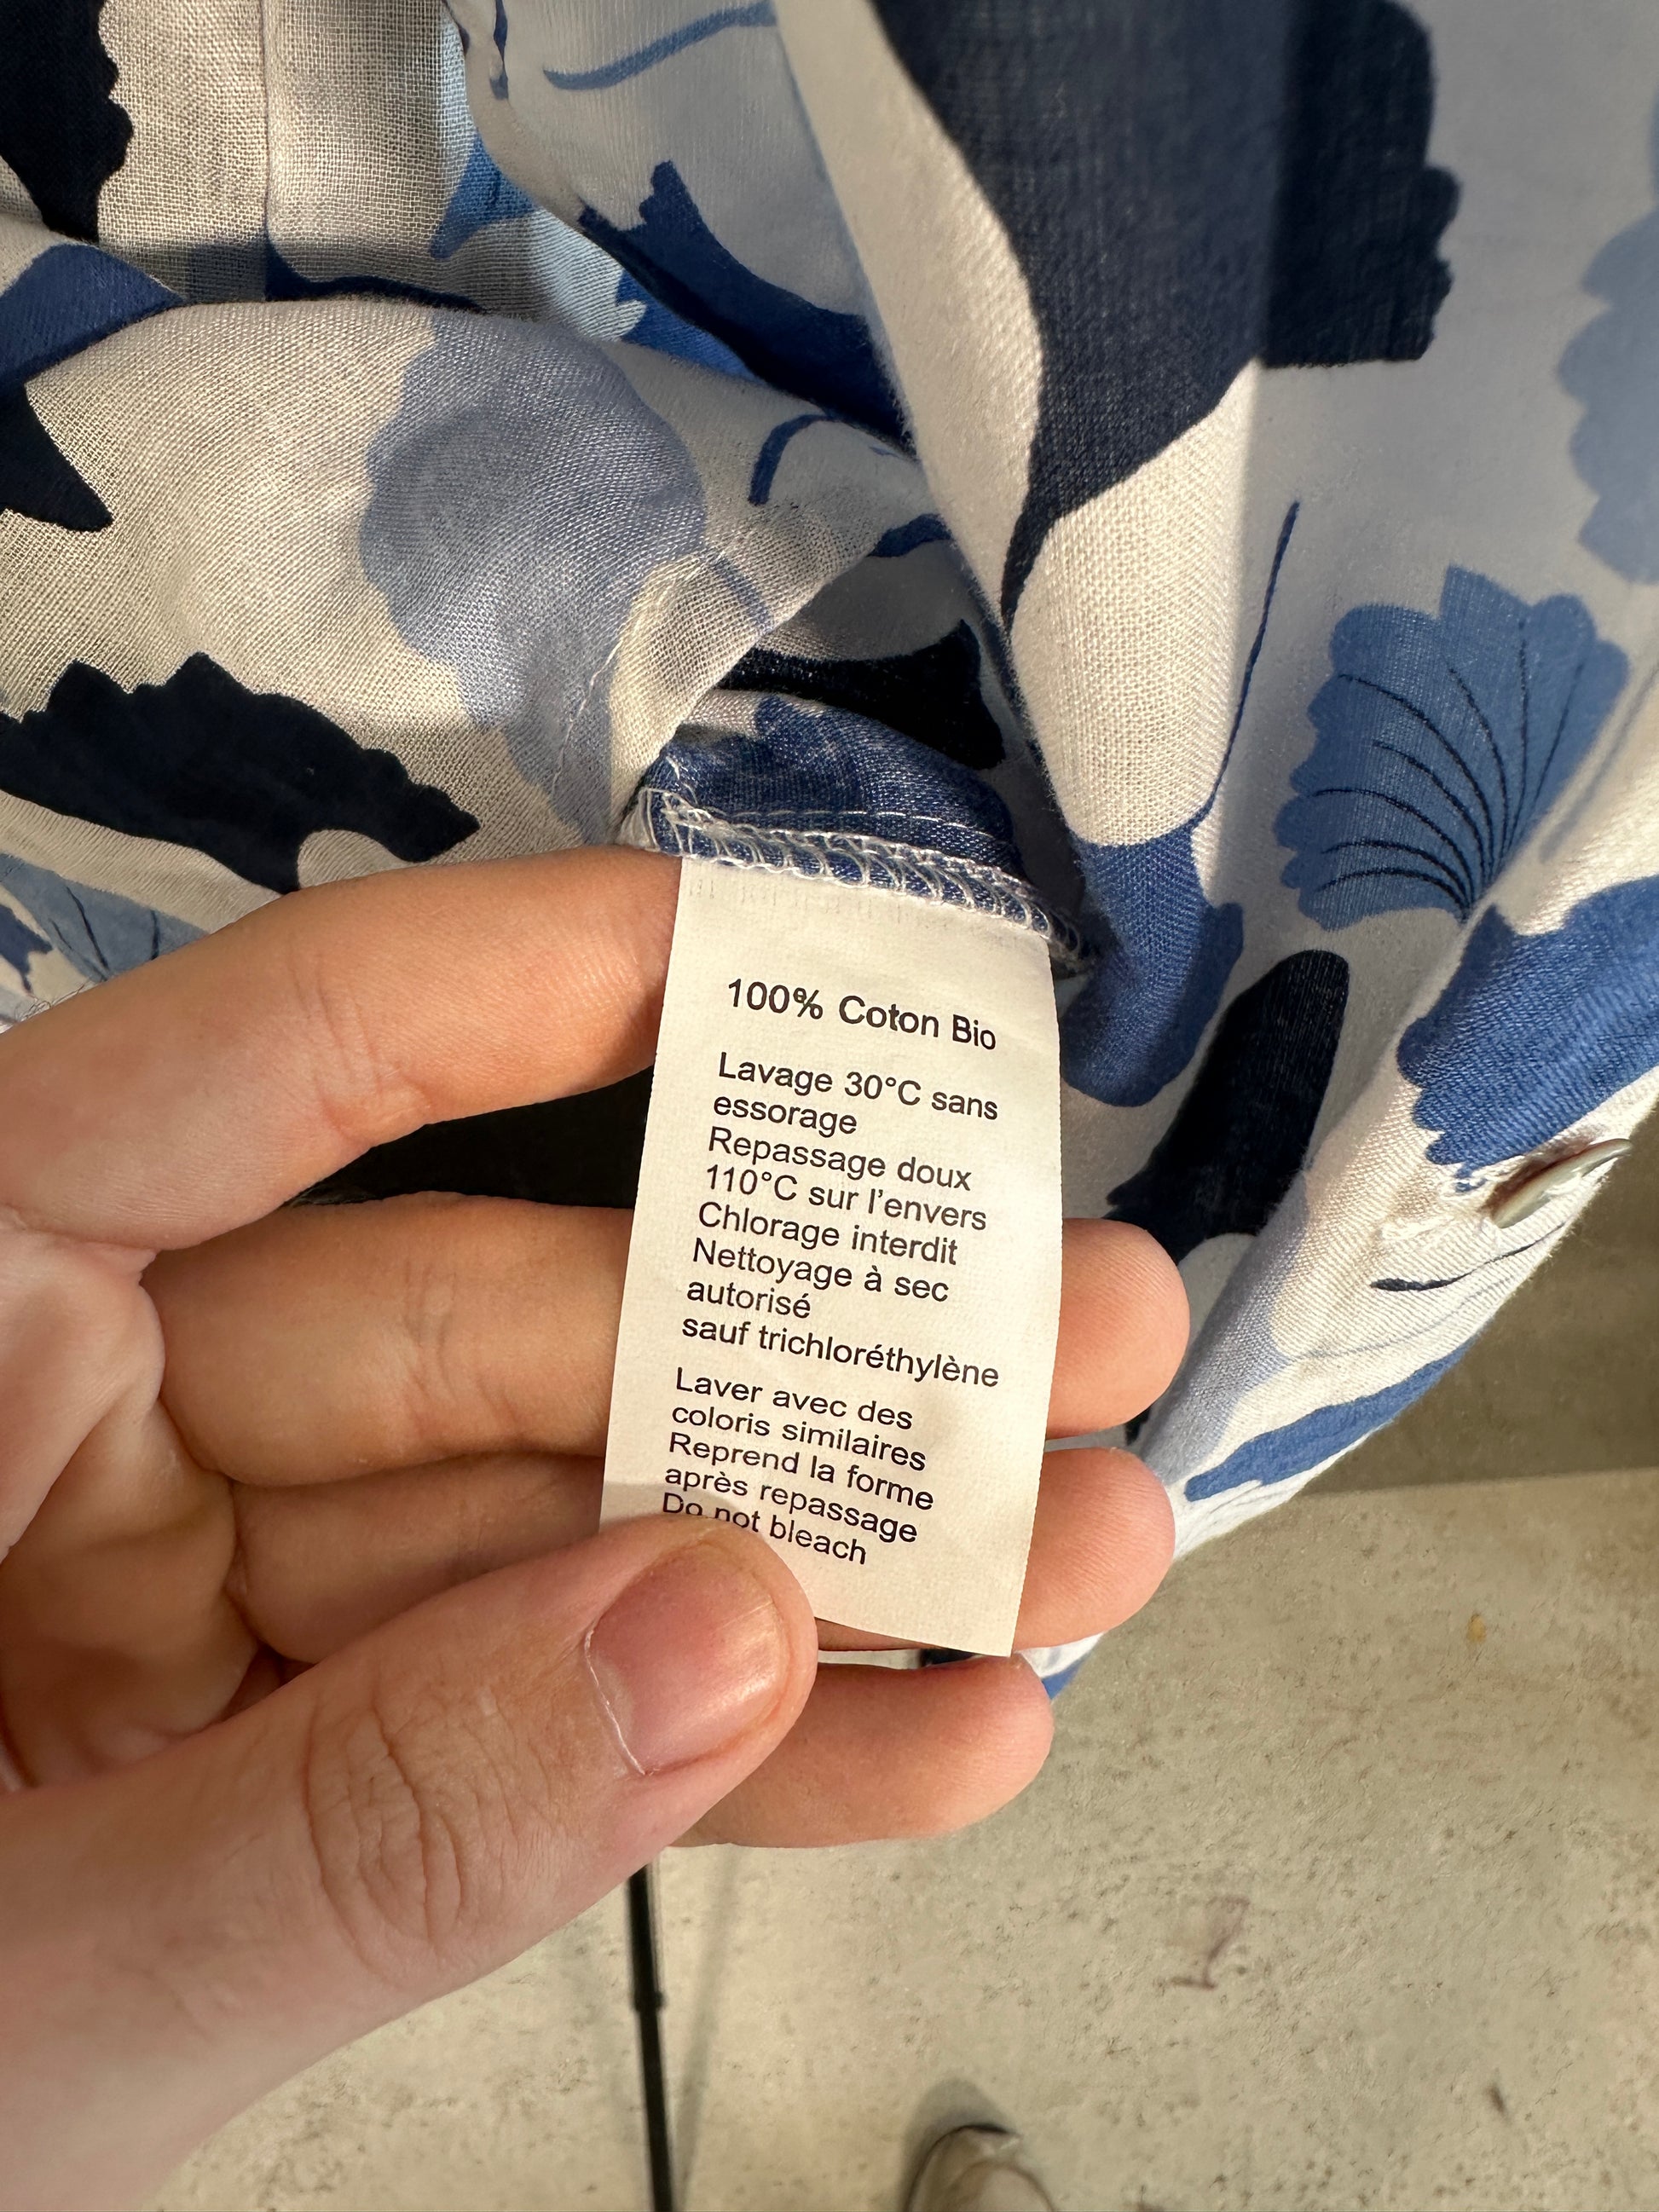 100% Coton Bio
Lavage 30°C sans
essorage
Repassage doux
110°C sur l'envers
Chlorage interdit
Nettoyage à sec
autorisé
sauf trichloréthylène
Laver avec des
coloris similaires
Reprend la forme
après repassage
Do not bleach